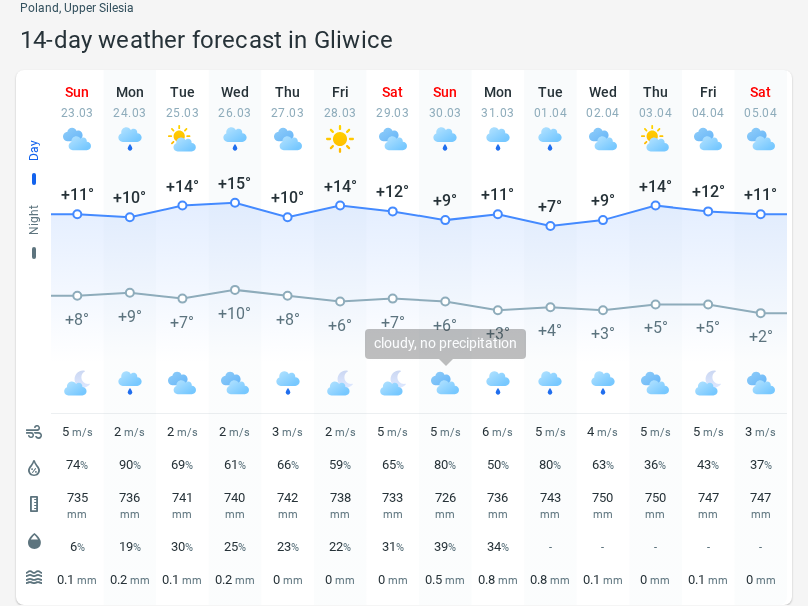 Poland, Upper Silesia
14-day weather forecast in Gliwice
Sun Mon Tue Wed Thu Fri Sat Sun Mon Tue Wed Thu Fri Sat
23.03 24.03 25.03 26.03 27.03 28.03 29.03 30.03 31.03 01.04 02.04 03.04 04.04 05.04
Day
+11° +10° +14° +15° +10° +14° +12° +9° +11° +7° +9° +14° +12° +11°
Night
+8° +9° +7° +10° +8° +6° +7° +6° +3° +4° +3° +5° +5° +2°
cloudy, no precipitation
5 m/s 2 m/s 2 m/s 2 m/s 3 m/s 2 m/s 5 m/s 5 m/s 6 m/s 5 m/s 4 m/s 5 m/s 5 m/s 3 m/s
74% 90% 69% 61% 66% 59% 65% 80% 50% 80% 63% 36% 43% 37%
735 736 741 740 742 738 733 726 736 743 750 750 747 747
mm mm mm mm mm mm mm mm mm mm mm mm mm mm
6% 19% 30% 25% 23% 22% 31% 39% 34% - - - - -
0.1 mm 0.2 mm 0.1 mm 0.2 mm 0 mm 0 mm 0 mm 0.5 mm 0.8 mm 0.8 mm 0.1 mm 0 mm 0.1 mm 0 mm